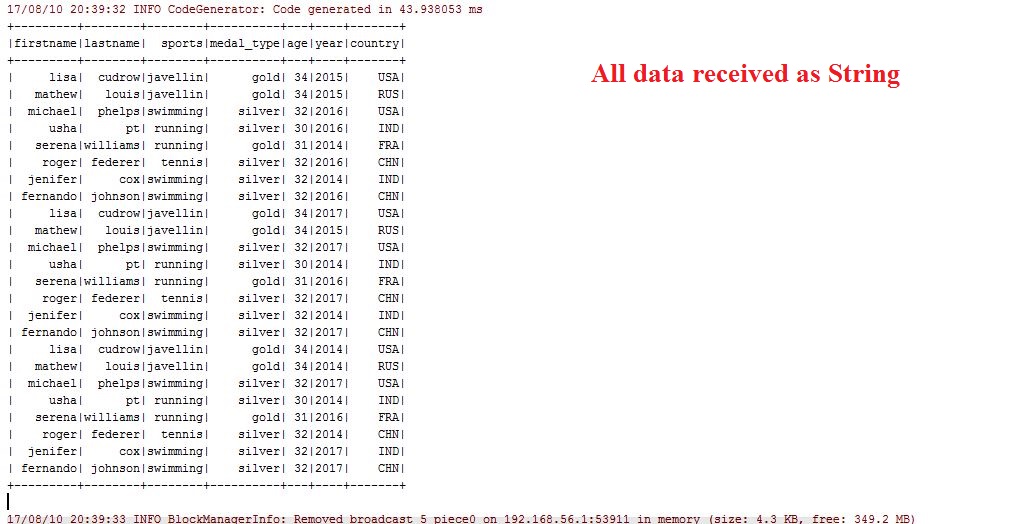 17/08/10 20:39:32 INFO CodeGenerator: Code generated in 43.938053 ms
+---------+--------+--------+----------+---+----+-------+
|firstname|lastname|  sports|medal_type|age|year|country|
+---------+--------+--------+----------+---+----+-------+
|     lisa|  cudrow|javellin|      gold| 34|2015|    USA|
|   mathew|   louis|javellin|      gold| 34|2015|    RUS|
|  michael|  phelps|swimming|    silver| 32|2016|    USA|
|     usha|      pt| running|    silver| 30|2016|    IND|
|   serena|williams| running|      gold| 31|2014|    FRA|
|    roger| federer|  tennis|    silver| 32|2016|    CHN|
|  jenifer|     cox|swimming|    silver| 32|2014|    IND|
| fernando| johnson|swimming|    silver| 32|2016|    CHN|
|     lisa|  cudrow|javellin|      gold| 34|2017|    USA|
|   mathew|   louis|javellin|      gold| 34|2015|    RUS|
|  michael|  phelps|swimming|    silver| 32|2017|    USA|
|     usha|      pt| running|    silver| 30|2014|    IND|
|   serena|williams| running|      gold| 31|2016|    FRA|
|    roger| federer|  tennis|    silver| 32|2017|    CHN|
|  jenifer|     cox|swimming|    silver| 32|2014|    IND|
| fernando| johnson|swimming|    silver| 32|2017|    CHN|
|     lisa|  cudrow|javellin|      gold| 34|2014|    USA|
|   mathew|   louis|javellin|      gold| 34|2014|    RUS|
|  michael|  phelps|swimming|    silver| 32|2017|    USA|
|     usha|      pt| running|    silver| 30|2014|    IND|
|   serena|williams| running|      gold| 31|2016|    FRA|
|    roger| federer|  tennis|    silver| 32|2014|    CHN|
|  jenifer|     cox|swimming|    silver| 32|2017|    IND|
| fernando| johnson|swimming|    silver| 32|2017|    CHN|
+---------+--------+--------+----------+---+----+-------+
All data received as String
17/08/10 20:39:33 INFO BlockManagerInfo: Removed broadcast_5_piece0 on 192.168.56.1:53911 in memory (size: 4.3 KB, free: 349.2 MB)